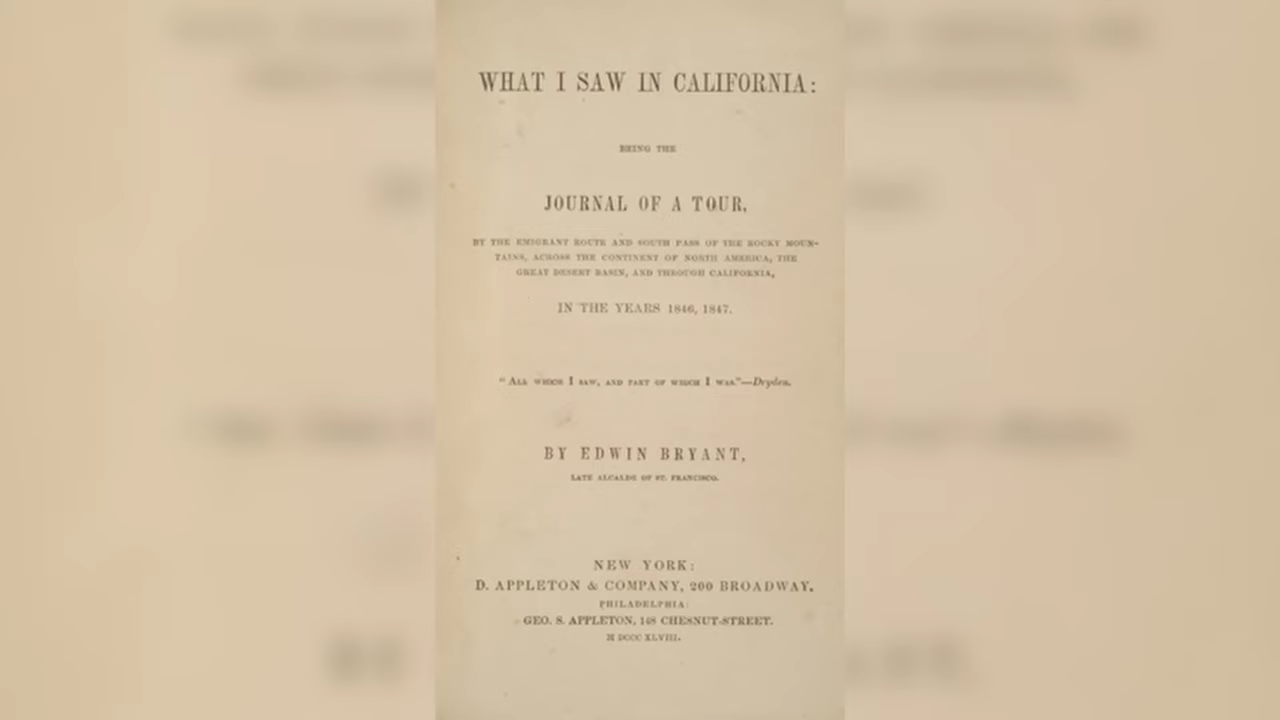 WHAT I SAW IN CALIFORNIA:
BEING THE
JOURNAL OF A TOUR,
BY THE EMIGRANT ROUTE AND SOUTH PASS OF THE ROCKY MOUN-
TAINS, ACROSS THE CONTINENT OF NORTH AMERICA, THE
GREAT DESERT BASIN, AND THROUGH CALIFORNIA,
IN THE YEARS 1846, 1847.
"ALL WHICH I SAW, AND PART OF WHICH I WAS."—Dryden.
BY EDWIN BRYANT,
LATE ALCALDE OF ST. FRANCISCO.
NEW YORK:
D. APPLETON & COMPANY, 200 BROADWAY.
PHILADELPHIA:
GEO. S. APPLETON, 148 CHESNUT-STREET.
M DCCC XLVIII.